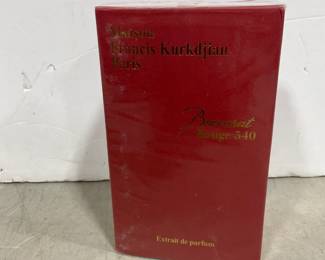 Maison
Francis Kurkdjian
Paris
Baccarat
Rouge 540
Extrait de parfum